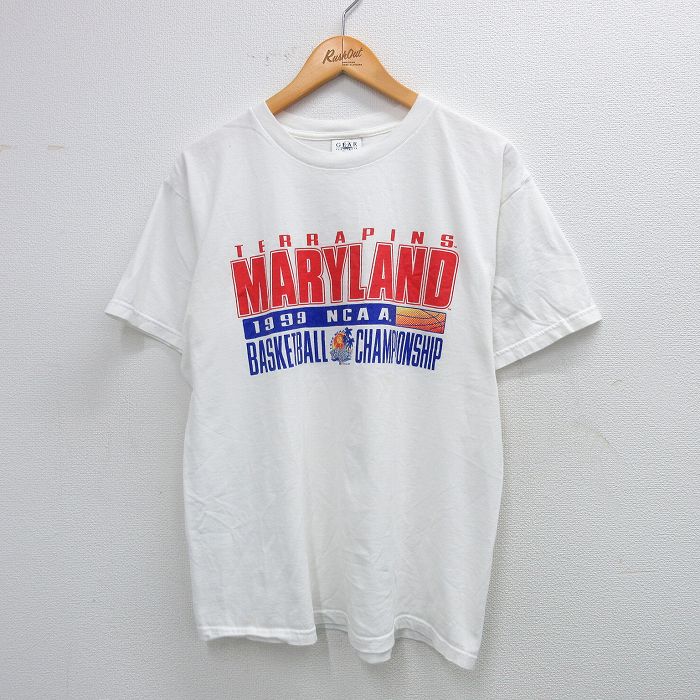 RushOut
GEAR
TERRAPINS
MARYLAND
1999 NCAA
BASKETBALL CHAMPIONSHIP